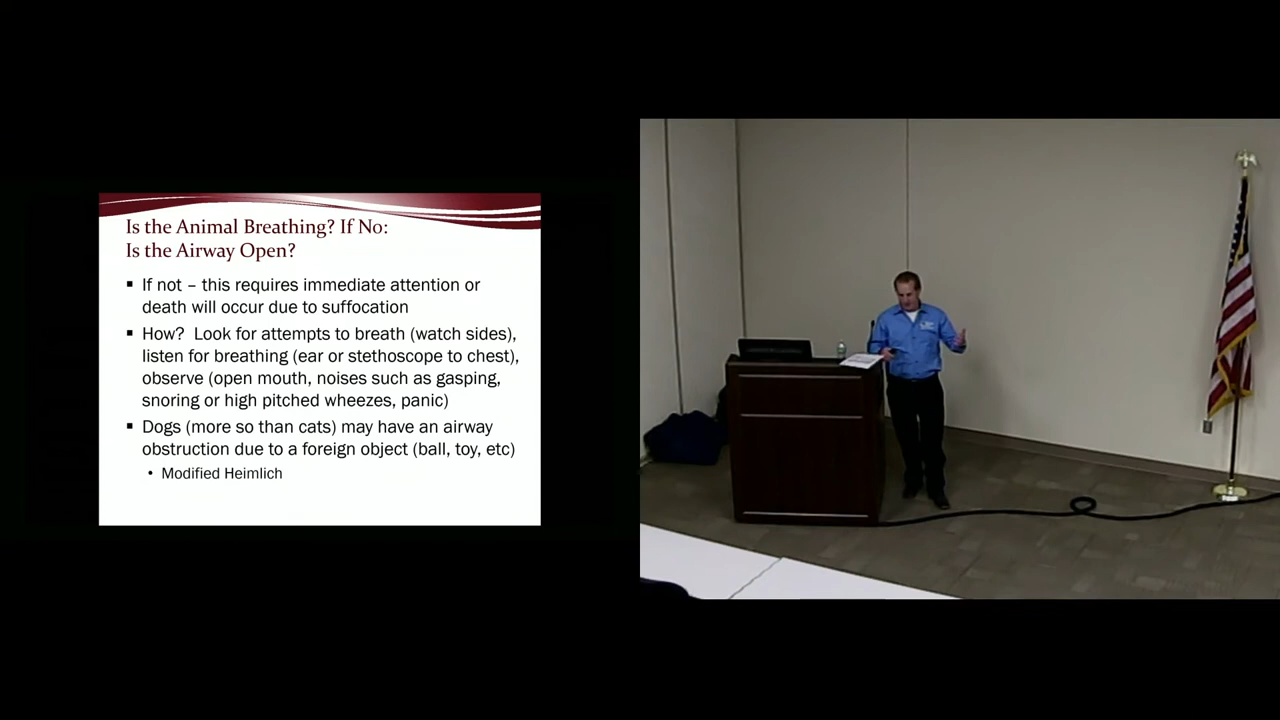 Is the Animal Breathing? If No:
Is the Airway Open?
▪ If not – this requires immediate attention or
death will occur due to suffocation
▪ How? Look for attempts to breath (watch sides),
listen for breathing (ear or stethoscope to chest),
observe (open mouth, noises such as gasping,
snoring or high pitched wheezes, panic)
▪ Dogs (more so than cats) may have an airway
obstruction due to a foreign object (ball, toy, etc)
• Modified Heimlich